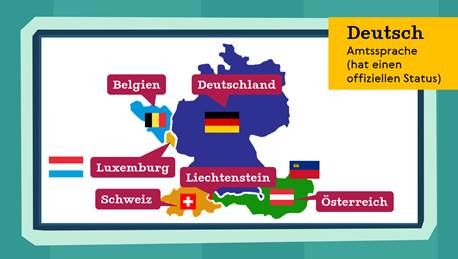 Deutsch
Amtssprache
(hat einen
offiziellen Status)
Belgien
Deutschland
Luxemburg
Liechtenstein
Schweiz
Österreich